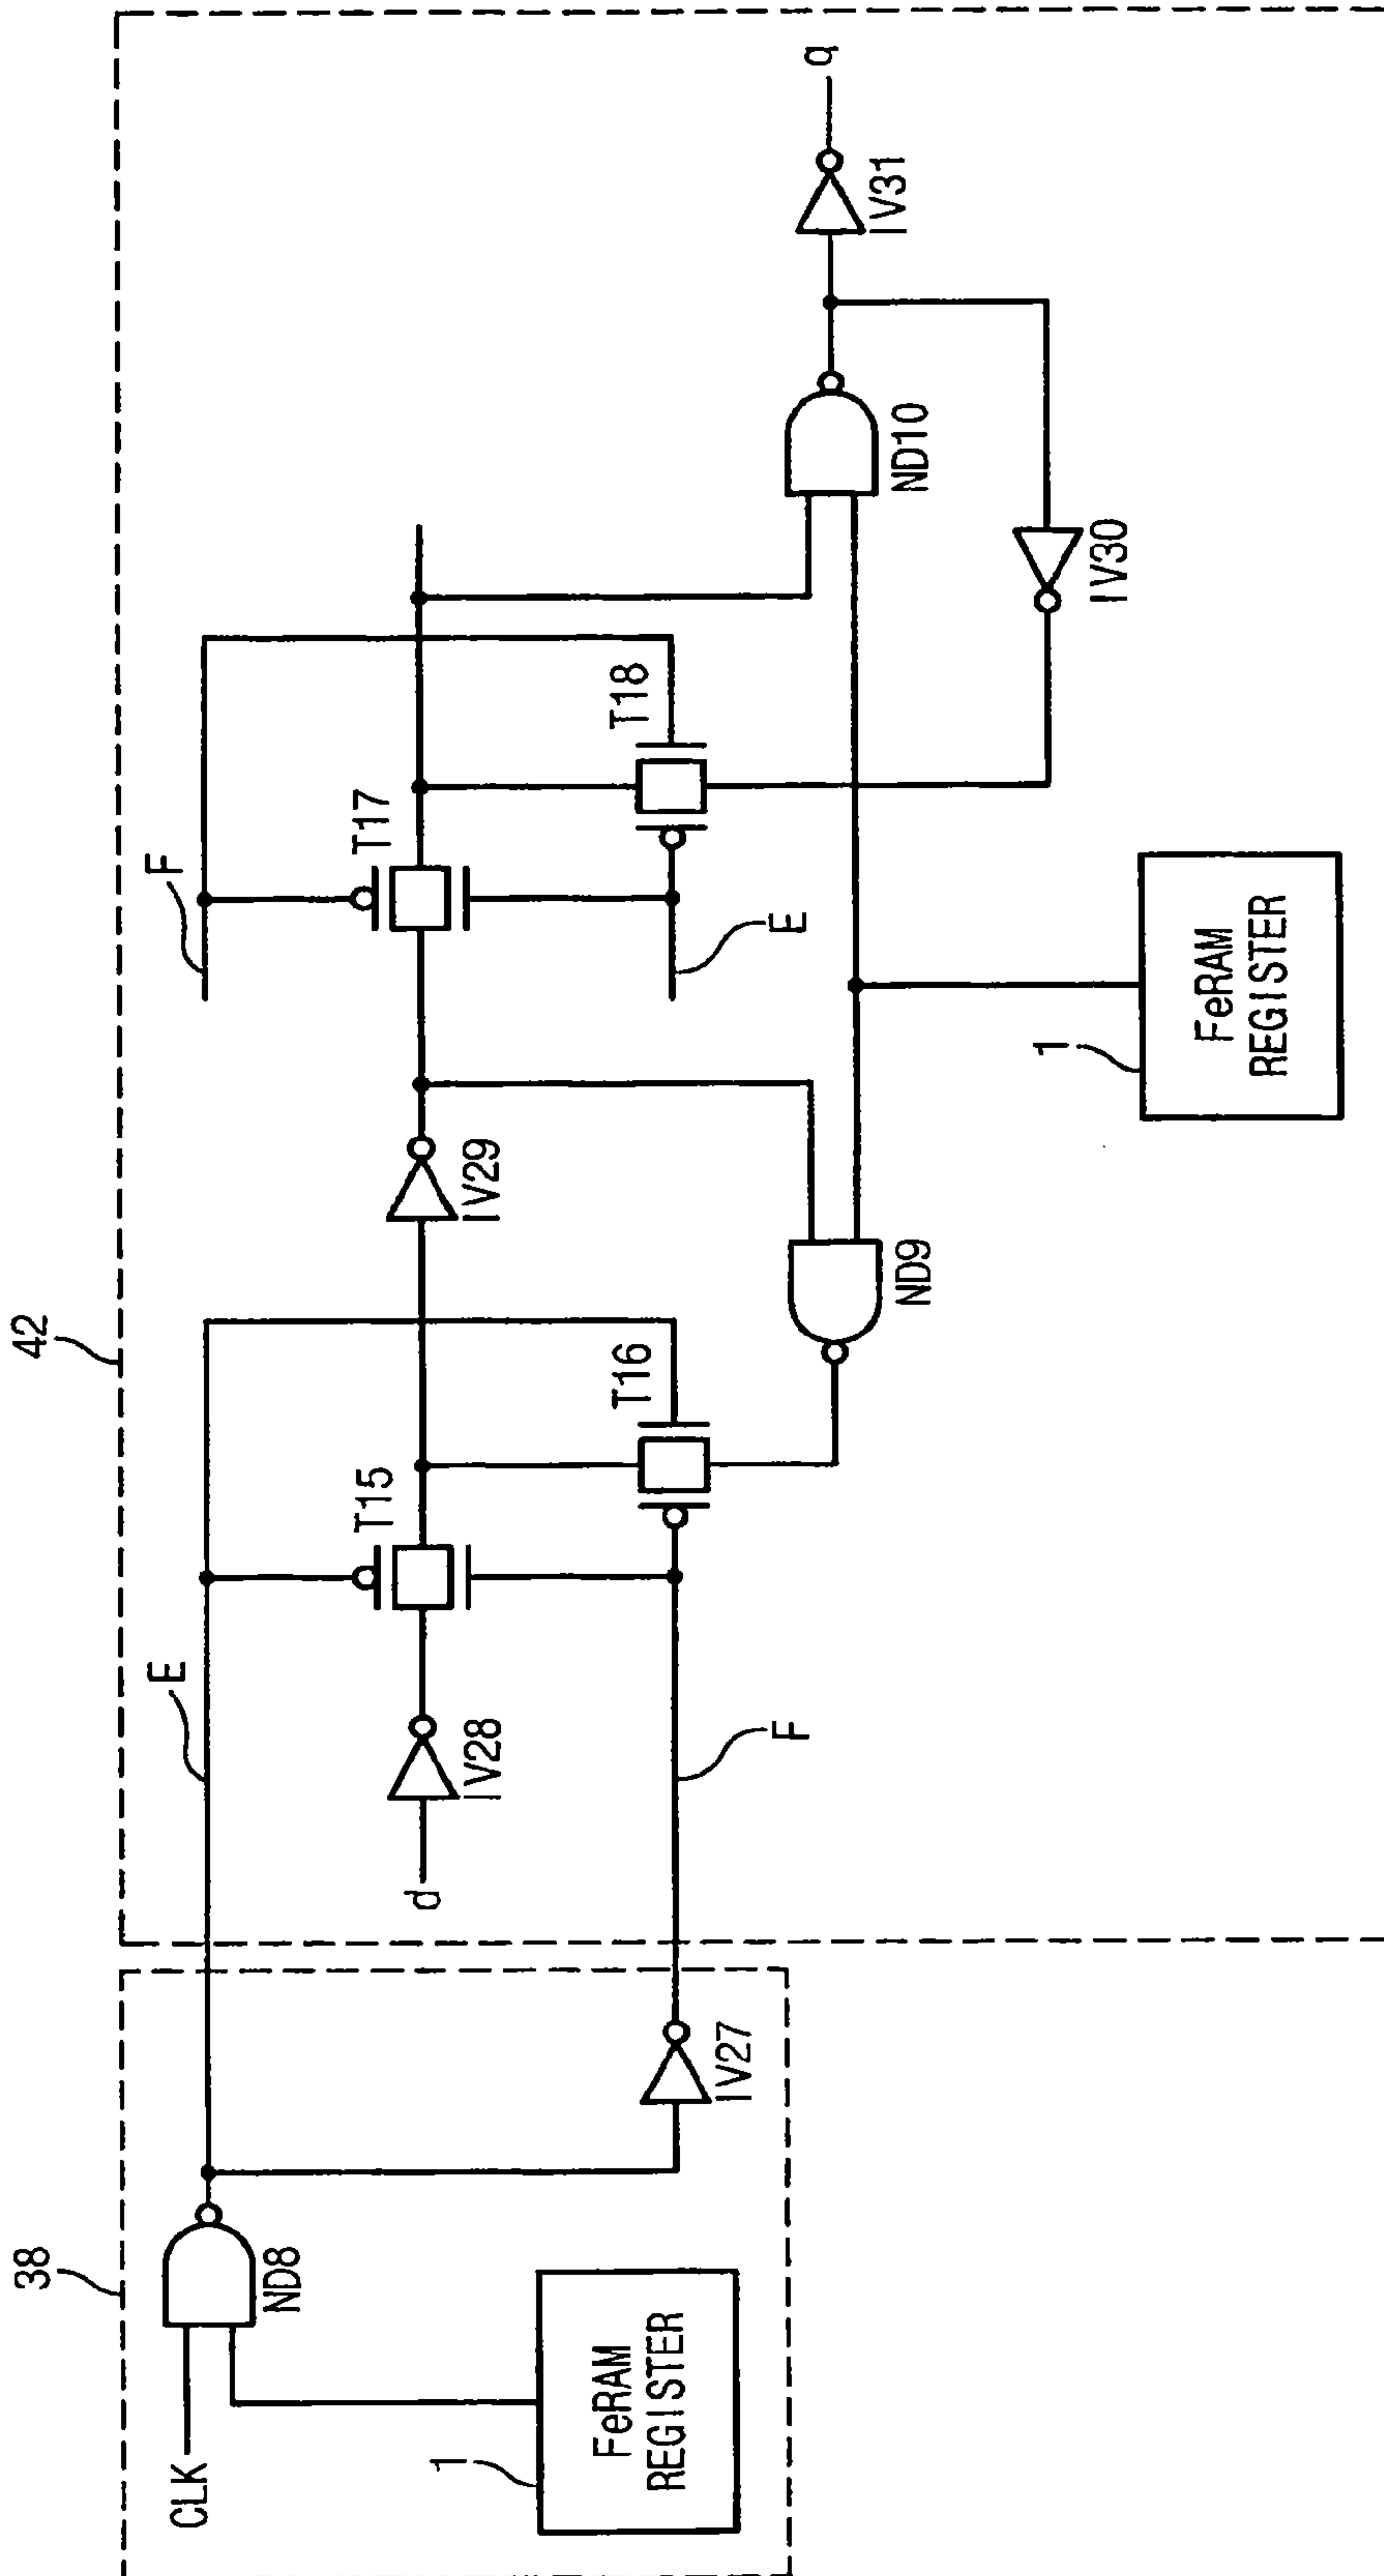 38
42
CLK
ND8
1
FeRAM
REGISTER
IV27
E
F
d
IV28
T15
T16
IV29
ND9
F
E
T17
T18
1
FeRAM
REGISTER
ND10
IV30
IV31
q